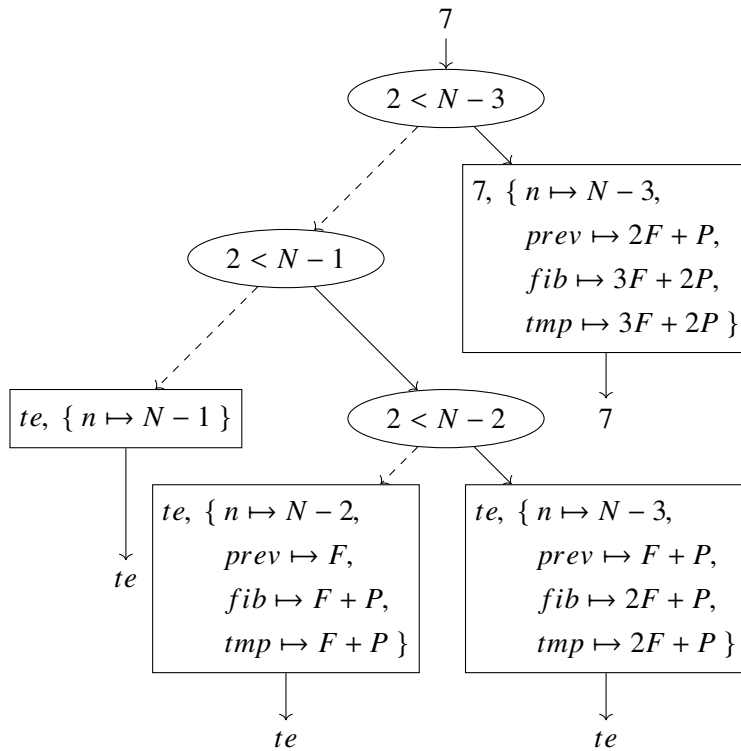 7
2 < N − 3
7, { n ↦ N − 3,
prev ↦ 2F + P,
fib ↦ 3F + 2P,
tmp ↦ 3F + 2P }
2 < N − 1
te, { n ↦ N − 1 }
2 < N − 2
7
te, { n ↦ N − 2,
prev ↦ F,
fib ↦ F + P,
tmp ↦ F + P }
te, { n ↦ N − 3,
prev ↦ F + P,
fib ↦ 2F + P,
tmp ↦ 2F + P }
te
te
te